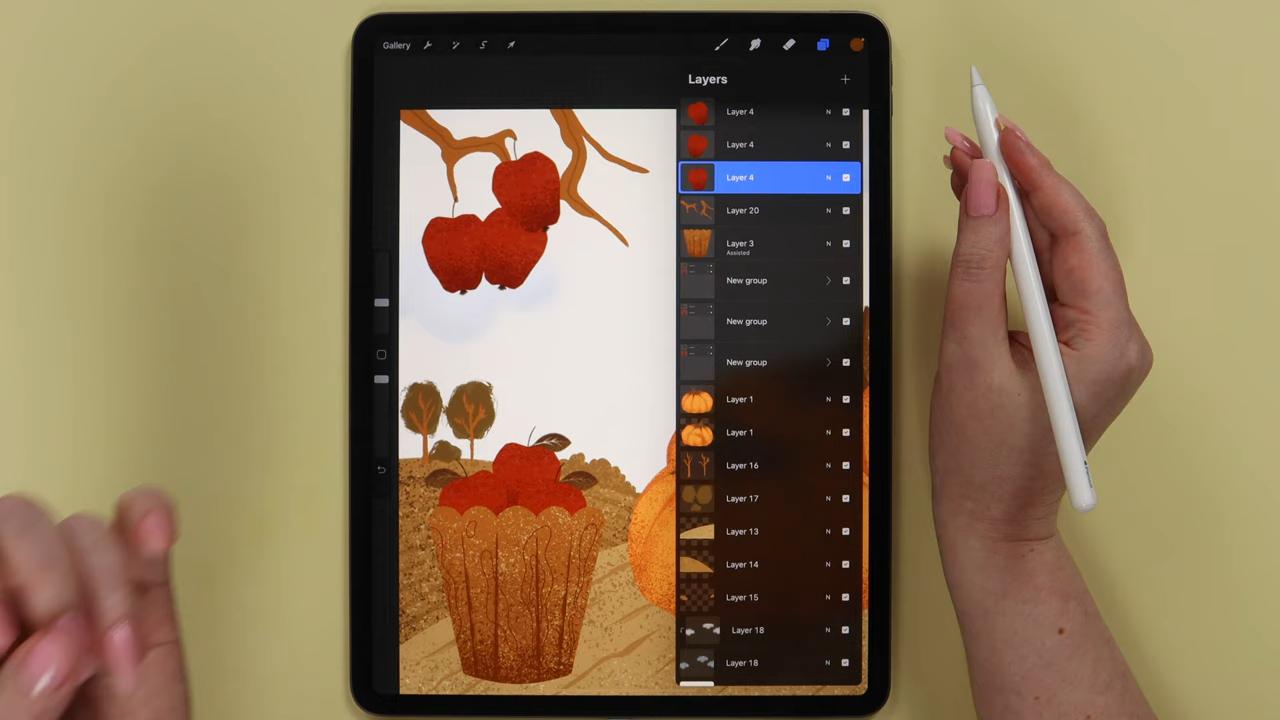 Gallery
Layers
Layer 4 N
Layer 4 N
Layer 4 N
Layer 20 N
Layer 3 N
Assisted
New group
New group
New group
Layer 1 N
Layer 1 N
Layer 16 N
Layer 17 N
Layer 13 N
Layer 14 N
Layer 15 N
Layer 18 N
Layer 18 N